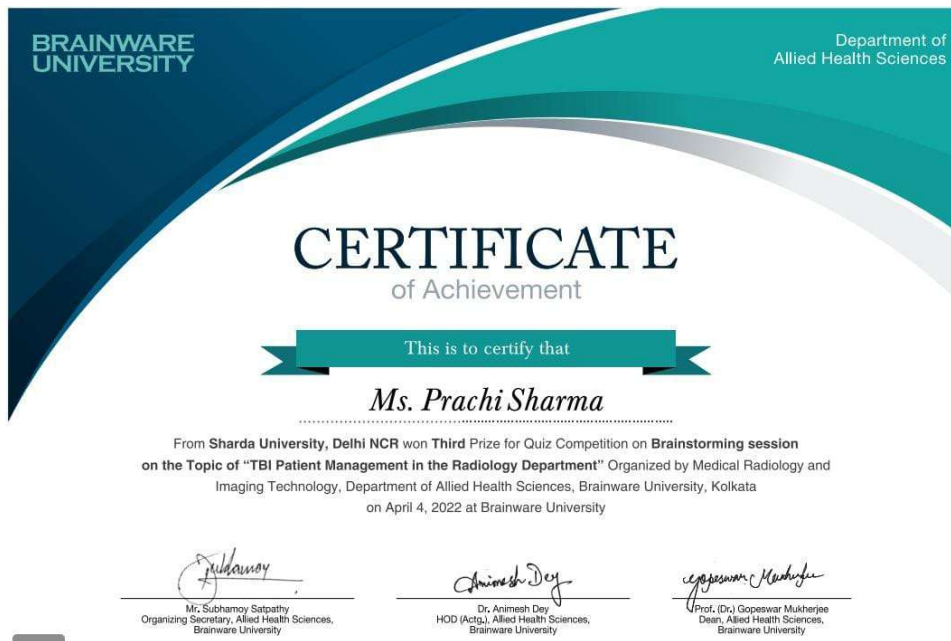 BRAINWARE
UNIVERSITY
Department of
Allied Health Sciences
CERTIFICATE
of Achievement
This is to certify that
Ms. Prachi Sharma
From Sharda University, Delhi NCR won Third Prize for Quiz Competition on Brainstorming session
on the Topic of “TBI Patient Management in the Radiology Department” Organized by Medical Radiology and
Imaging Technology, Department of Allied Health Sciences, Brainware University, Kolkata
on April 4, 2022 at Brainware University
Subhamoy
Animesh Dey
Gopeswar Mukherjee
Mr. Subhamoy Satpathy
Organizing Secretary, Allied Health Sciences,
Brainware University
Dr. Animesh Dey
HOD (Actg.), Allied Health Sciences,
Brainware University
Prof. (Dr.) Gopeswar Mukherjee
Dean, Allied Health Sciences,
Brainware University